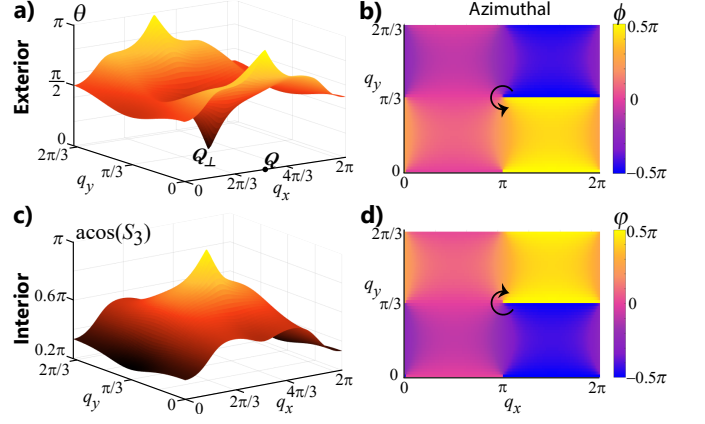 a) θ
Exterior
π
π
2
0
2π/3
π/3
0
q_y
0
2π/3
4π/3
2π
q_x
Q_⊥
Q
b) Azimuthal
ϕ
2π/3
q_y
π/3
0
0
π
2π
0.5π
0
−0.5π
c) acos(S_3)
Interior
π
0.6π
0.2π
2π/3
π/3
0
q_y
0
2π/3
4π/3
2π
q_x
d)
φ
2π/3
q_y
π/3
0
0
π
2π
q_x
0.5π
0
−0.5π